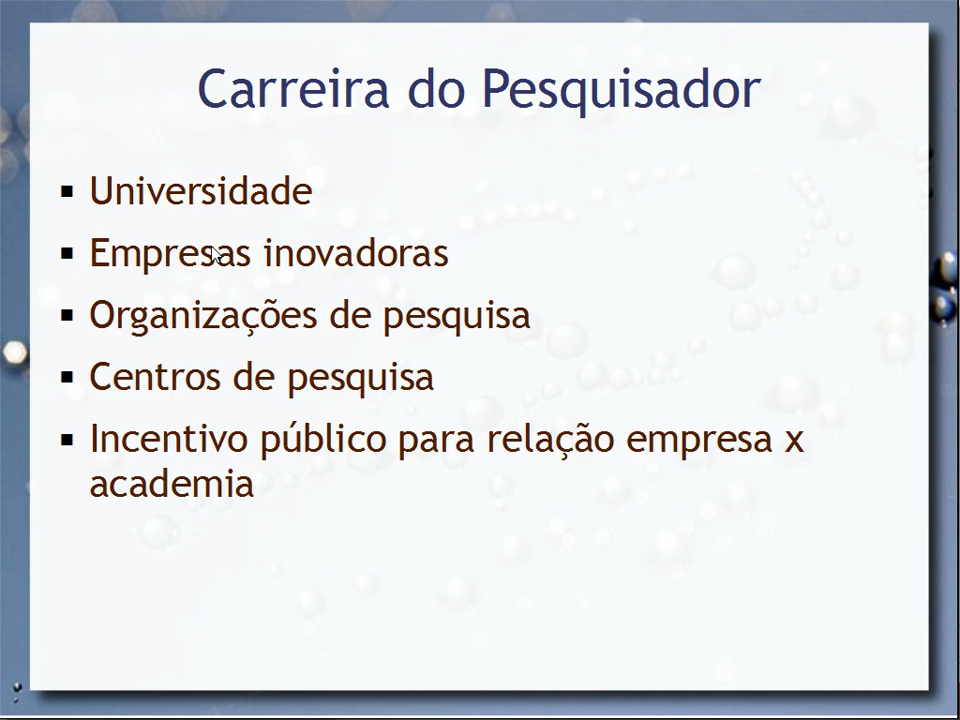 Carreira do Pesquisador
Universidade
Empresas inovadoras
Organizações de pesquisa
Centros de pesquisa
Incentivo público para relação empresa x
academia